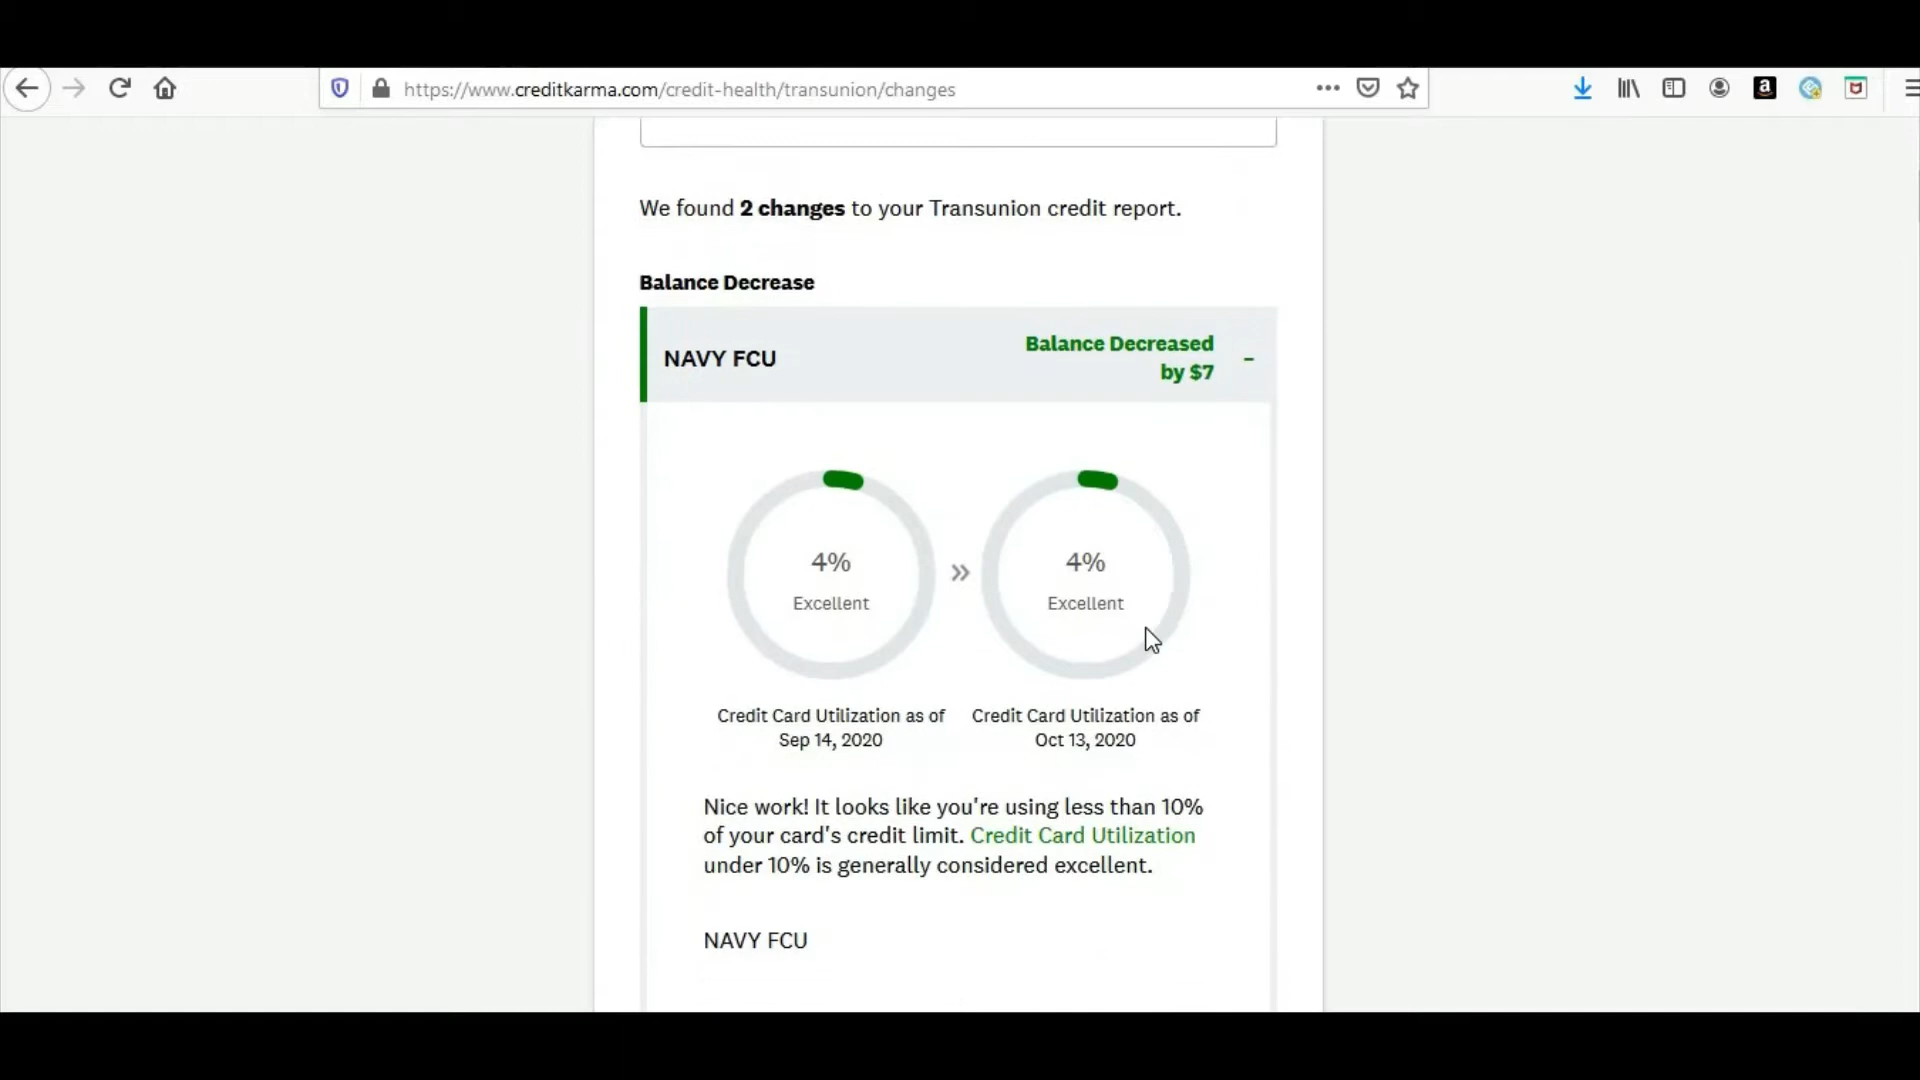 https://www.creditkarma.com/credit-health/transunion/changes
We found 2 changes to your Transunion credit report.
Balance Decrease
NAVY FCU
Balance Decreased
by $7
4%
Excellent
4%
Excellent
Credit Card Utilization as of
Sep 14, 2020
Credit Card Utilization as of
Oct 13, 2020
Nice work! It looks like you're using less than 10%
of your card's credit limit. Credit Card Utilization
under 10% is generally considered excellent.
NAVY FCU